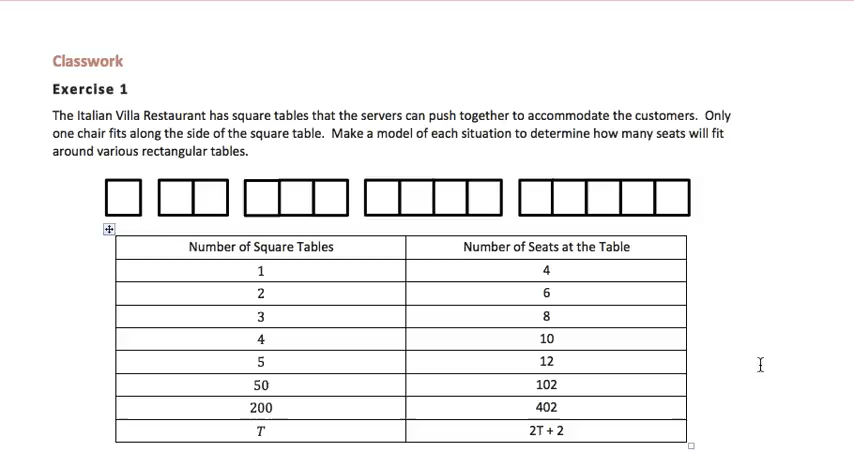 Classwork
Exercise 1
The Italian Villa Restaurant has square tables that the servers can push together to accommodate the customers. Only
one chair fits along the side of the square table. Make a model of each situation to determine how many seats will fit
around various rectangular tables.
Number of Square Tables Number of Seats at the Table
1 4
2 6
3 8
4 10
5 12
50 102
200 402
T 2T + 2